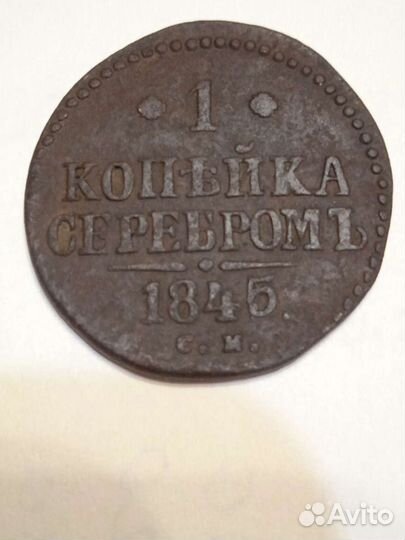 1
КОПѢЙКА
СЕРЕБРОМЪ
1845.
С. М.
Avito